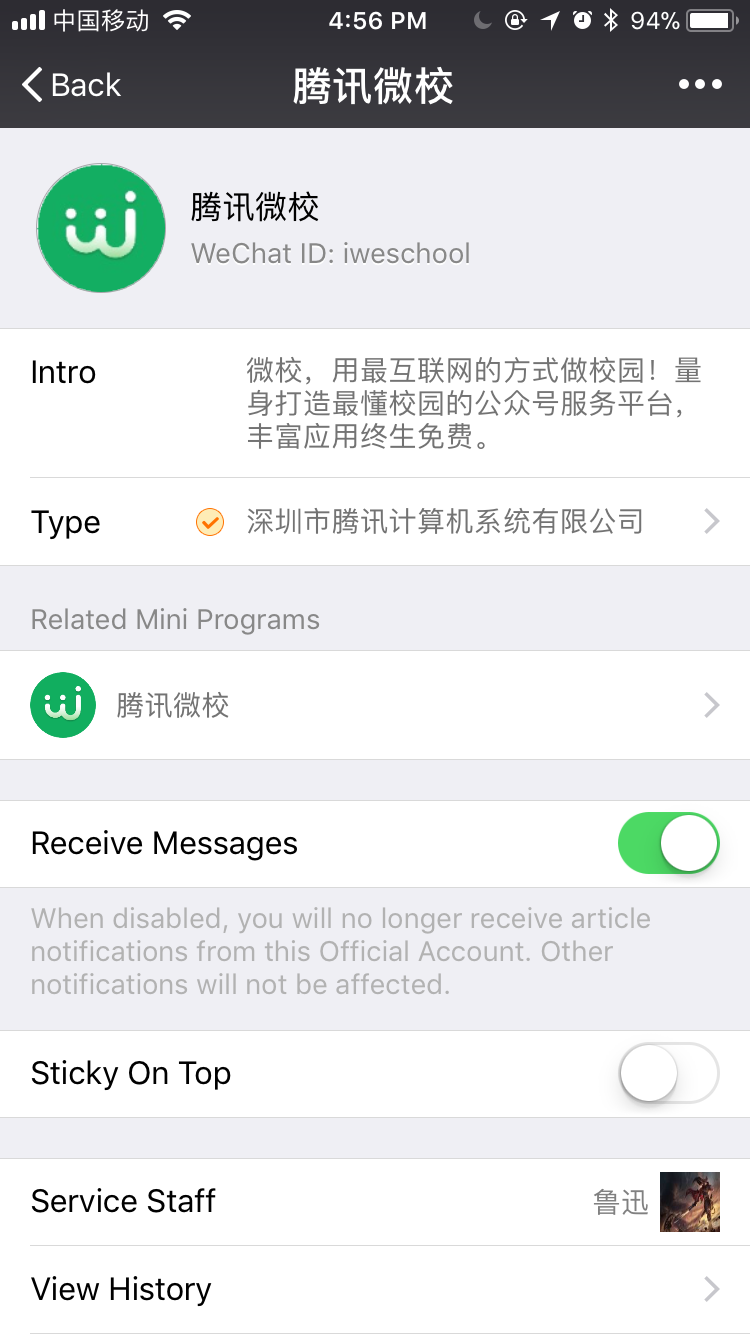 中国移动
4:56 PM
94%
Back
腾讯微校
腾讯微校
WeChat ID: iweschool
Intro
微校，用最互联网的方式做校园！量
身打造最懂校园的公众号服务平台，
丰富应用终生免费。
Type
深圳市腾讯计算机系统有限公司
Related Mini Programs
腾讯微校
Receive Messages
When disabled, you will no longer receive article
notifications from this Official Account. Other
notifications will not be affected.
Sticky On Top
Service Staff
鲁迅
View History